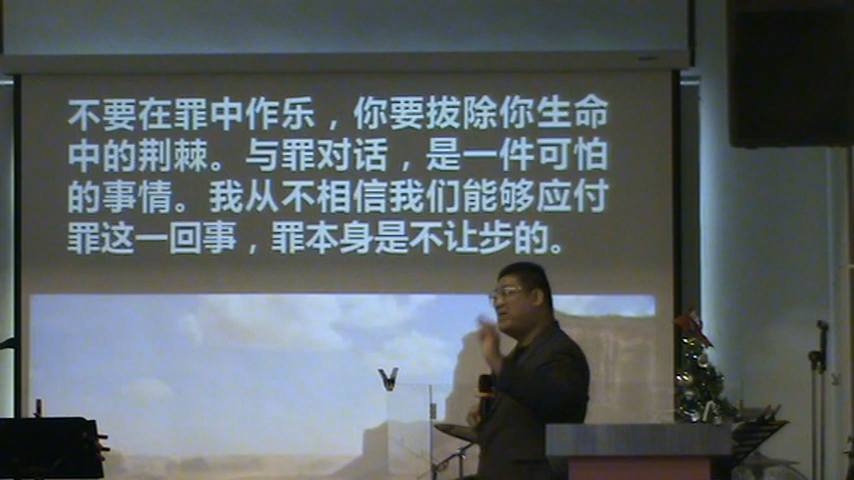 不要在罪中作乐，你要拔除你生命
中的荆棘。与罪对话，是一件可怕
的事情。我从不相信我们能够应付
罪这一回事，罪本身是不让步的。